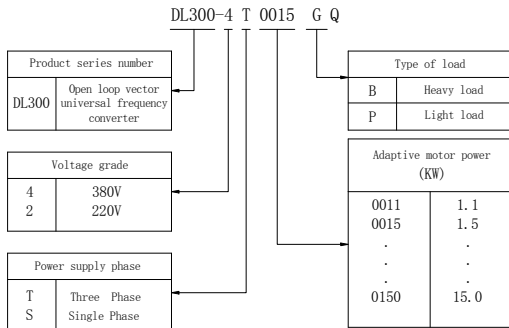 DL300-4 T 0015 G Q
Product series number
DL300 Open loop vector
universal frequency
converter
Voltage grade
4 380V
2 220V
Power supply phase
T Three Phase
S Single Phase
Type of load
B Heavy load
P Light load
Adaptive motor power
(KW)
0011 1.1
0015 1.5
. .
. .
. .
0150 15.0